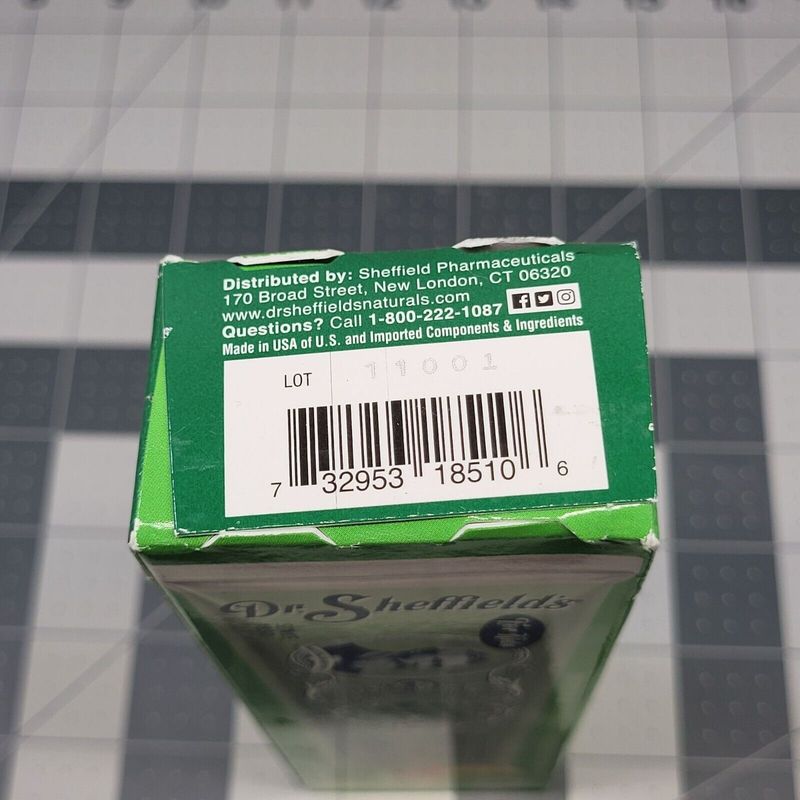 Distributed by: Sheffield Pharmaceuticals
170 Broad Street, New London, CT 06320
www.drsheffieldsnaturals.com
Questions? Call 1-800-222-1087
Made in USA of U.S. and Imported Components & Ingredients
LOT 11001
7 32953 18510 6
Dr. Sheffield's